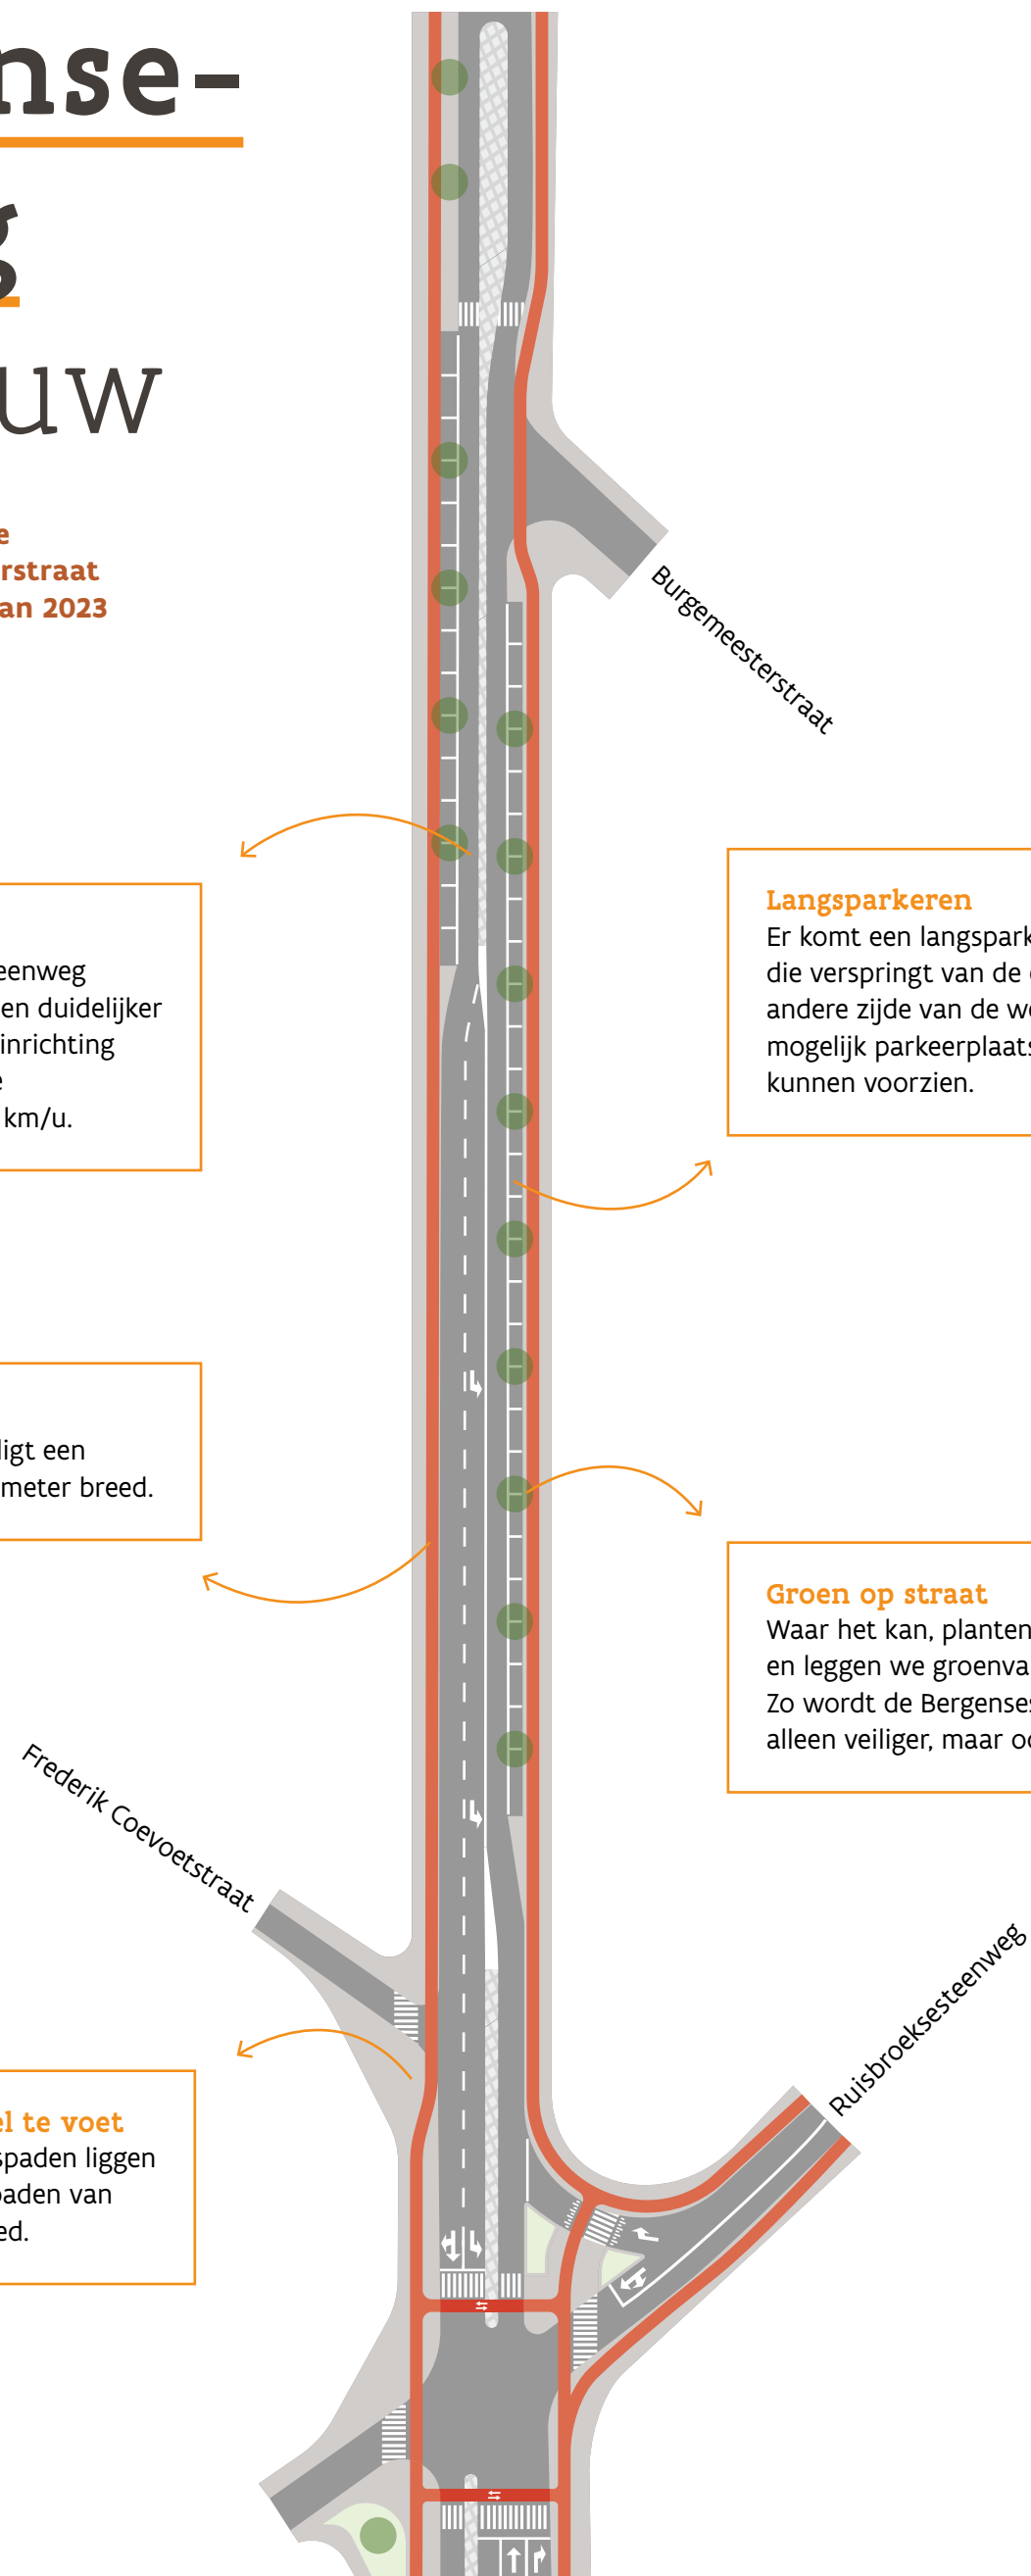 nse-
g
uw
e
rstraat
an 2023
Burgemeesterstraat
eenweg
en duidelijker
inrichting
e
km/u.
Langsparkeren
Er komt een langspark
die verspringt van de
andere zijde van de we
mogelijk parkeerplaats
kunnen voorzien.
ligt een
meter breed.
Groen op straat
Waar het kan, planten
en leggen we groenva
Zo wordt de Bergenses
alleen veiliger, maar oo
Frederik Coevoetstraat
Ruisbroeksesteenweg
el te voet
spaden liggen
paden van
ed.